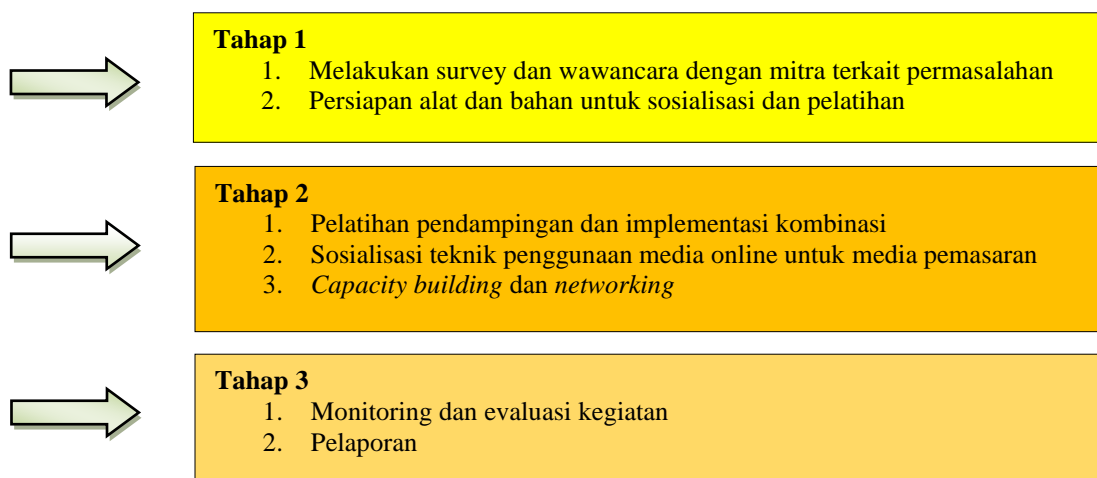 Tahap 1
1. Melakukan survey dan wawancara dengan mitra terkait permasalahan
2. Persiapan alat dan bahan untuk sosialisasi dan pelatihan
Tahap 2
1. Pelatihan pendampingan dan implementasi kombinasi
2. Sosialisasi teknik penggunaan media online untuk media pemasaran
3. Capacity building dan networking
Tahap 3
1. Monitoring dan evaluasi kegiatan
2. Pelaporan